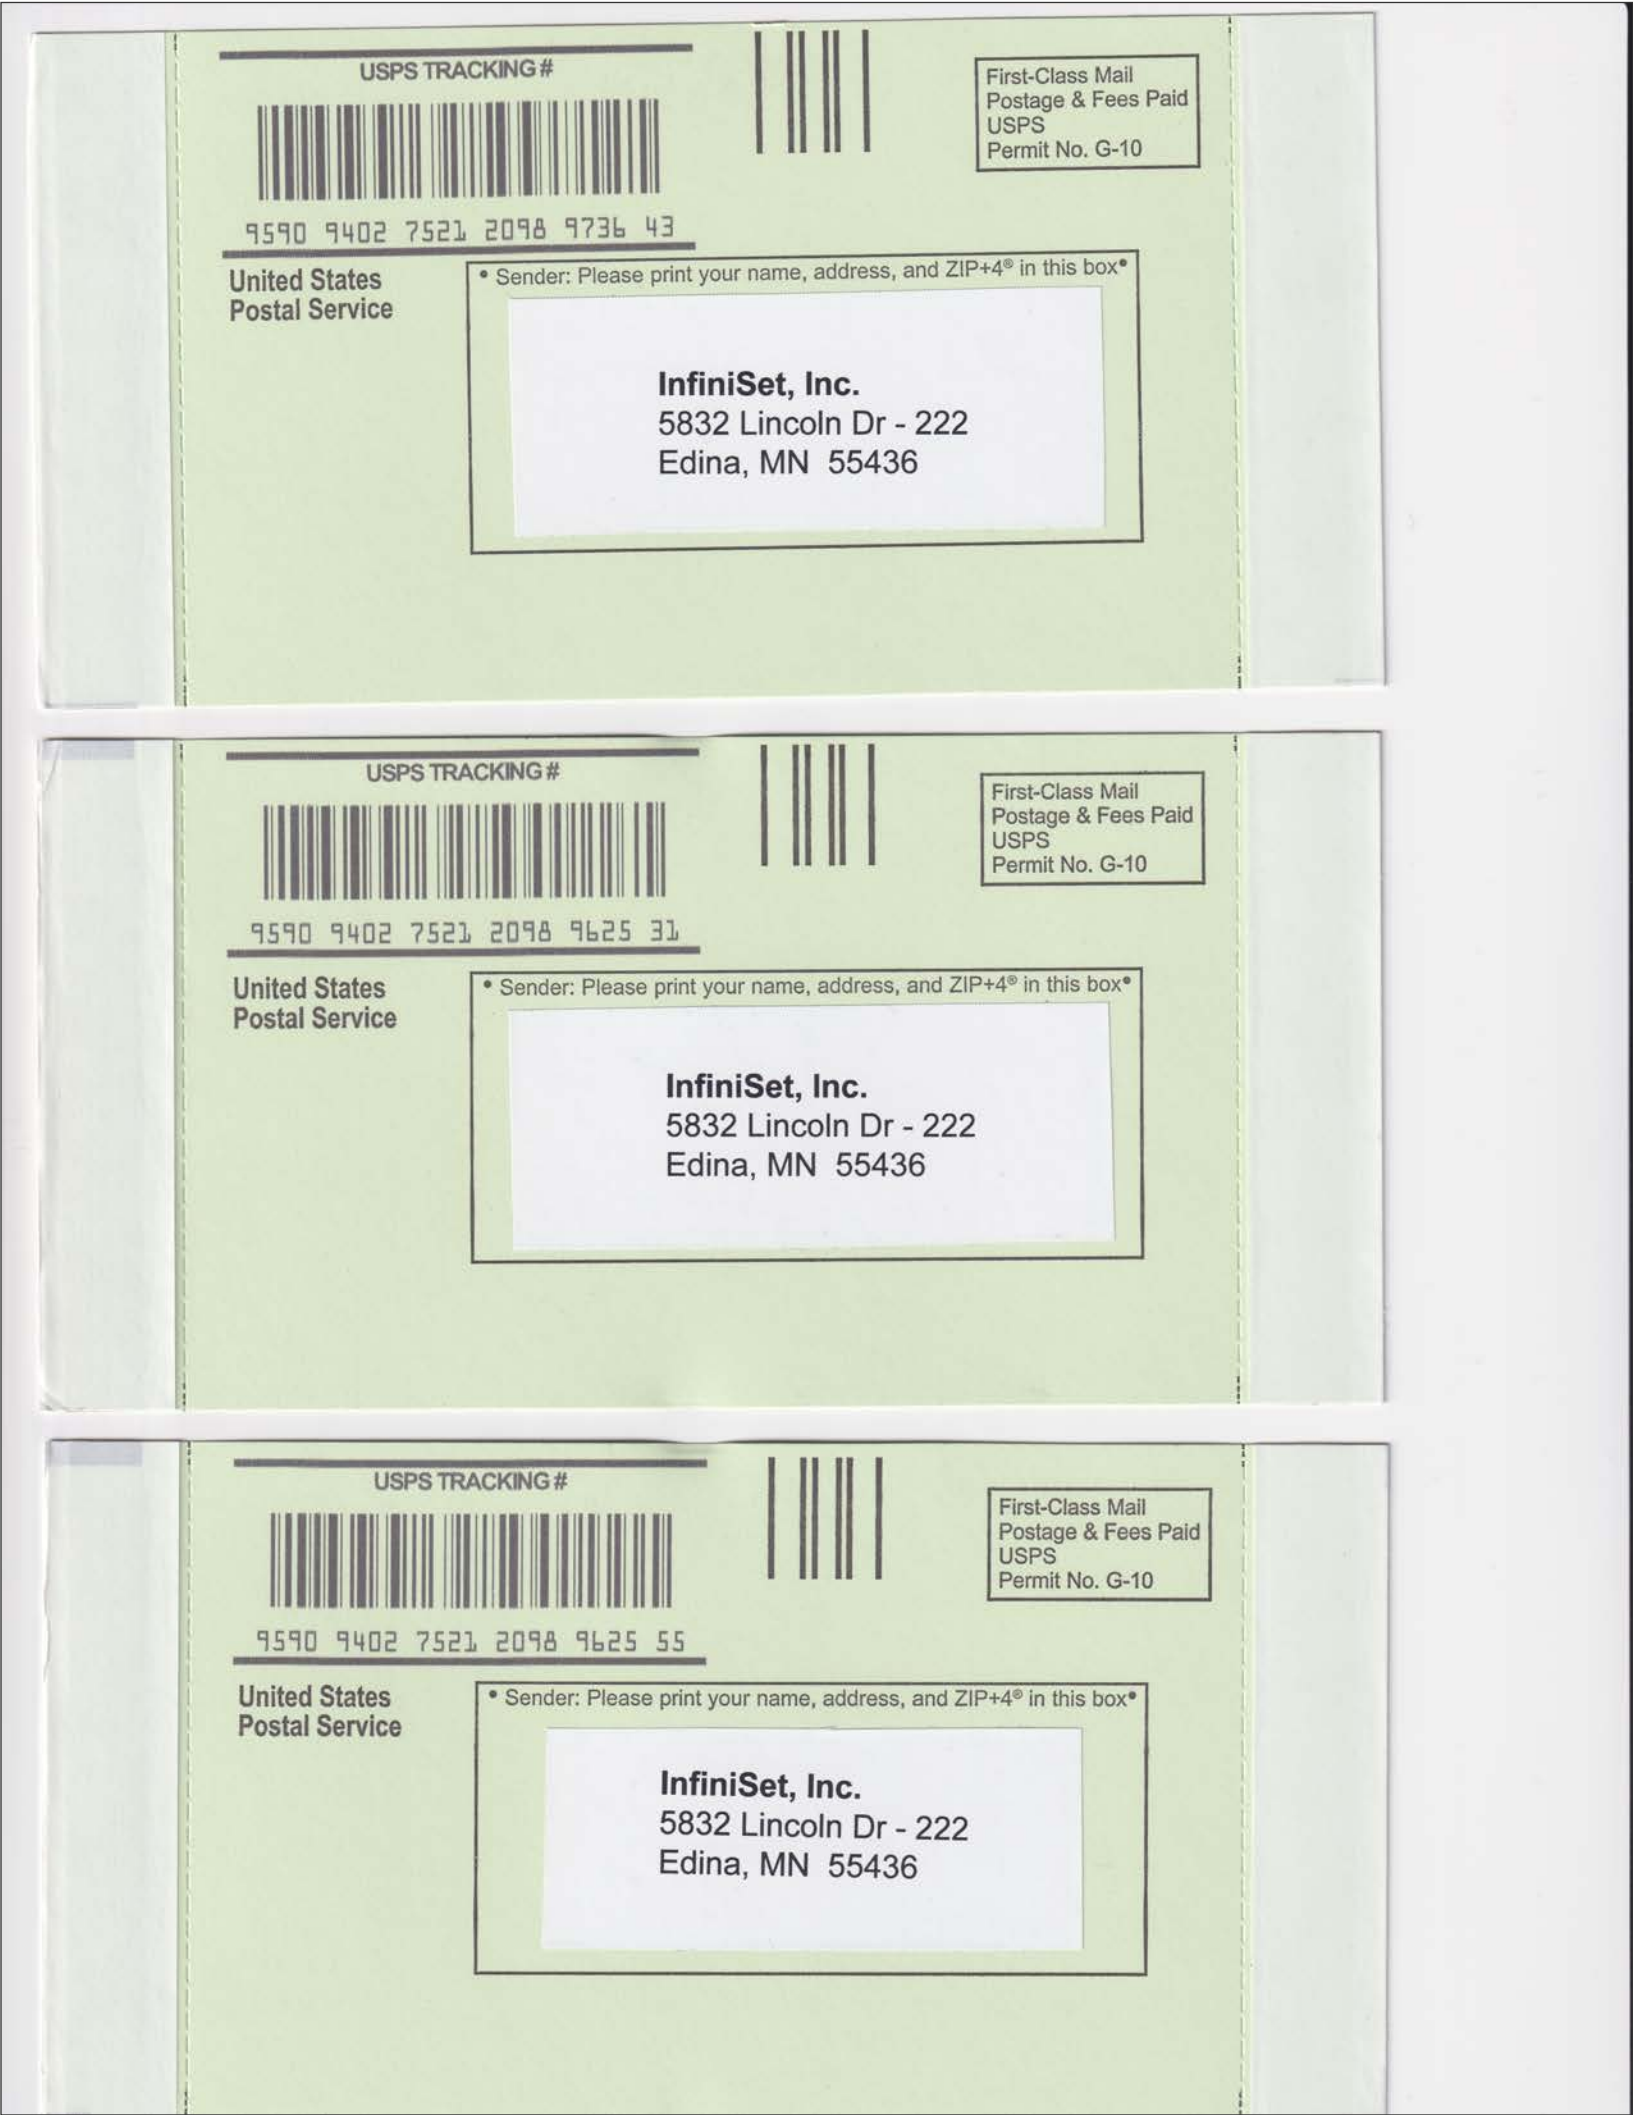 USPS TRACKING #
9590 9402 7521 2098 9736 43
First-Class Mail
Postage & Fees Paid
USPS
Permit No. G-10
United States
Postal Service
• Sender: Please print your name, address, and ZIP+4® in this box•
InfiniSet, Inc.
5832 Lincoln Dr - 222
Edina, MN 55436
USPS TRACKING #
9590 9402 7521 2098 9625 31
First-Class Mail
Postage & Fees Paid
USPS
Permit No. G-10
United States
Postal Service
• Sender: Please print your name, address, and ZIP+4® in this box•
InfiniSet, Inc.
5832 Lincoln Dr - 222
Edina, MN 55436
USPS TRACKING #
9590 9402 7521 2098 9625 55
First-Class Mail
Postage & Fees Paid
USPS
Permit No. G-10
United States
Postal Service
• Sender: Please print your name, address, and ZIP+4® in this box•
InfiniSet, Inc.
5832 Lincoln Dr - 222
Edina, MN 55436